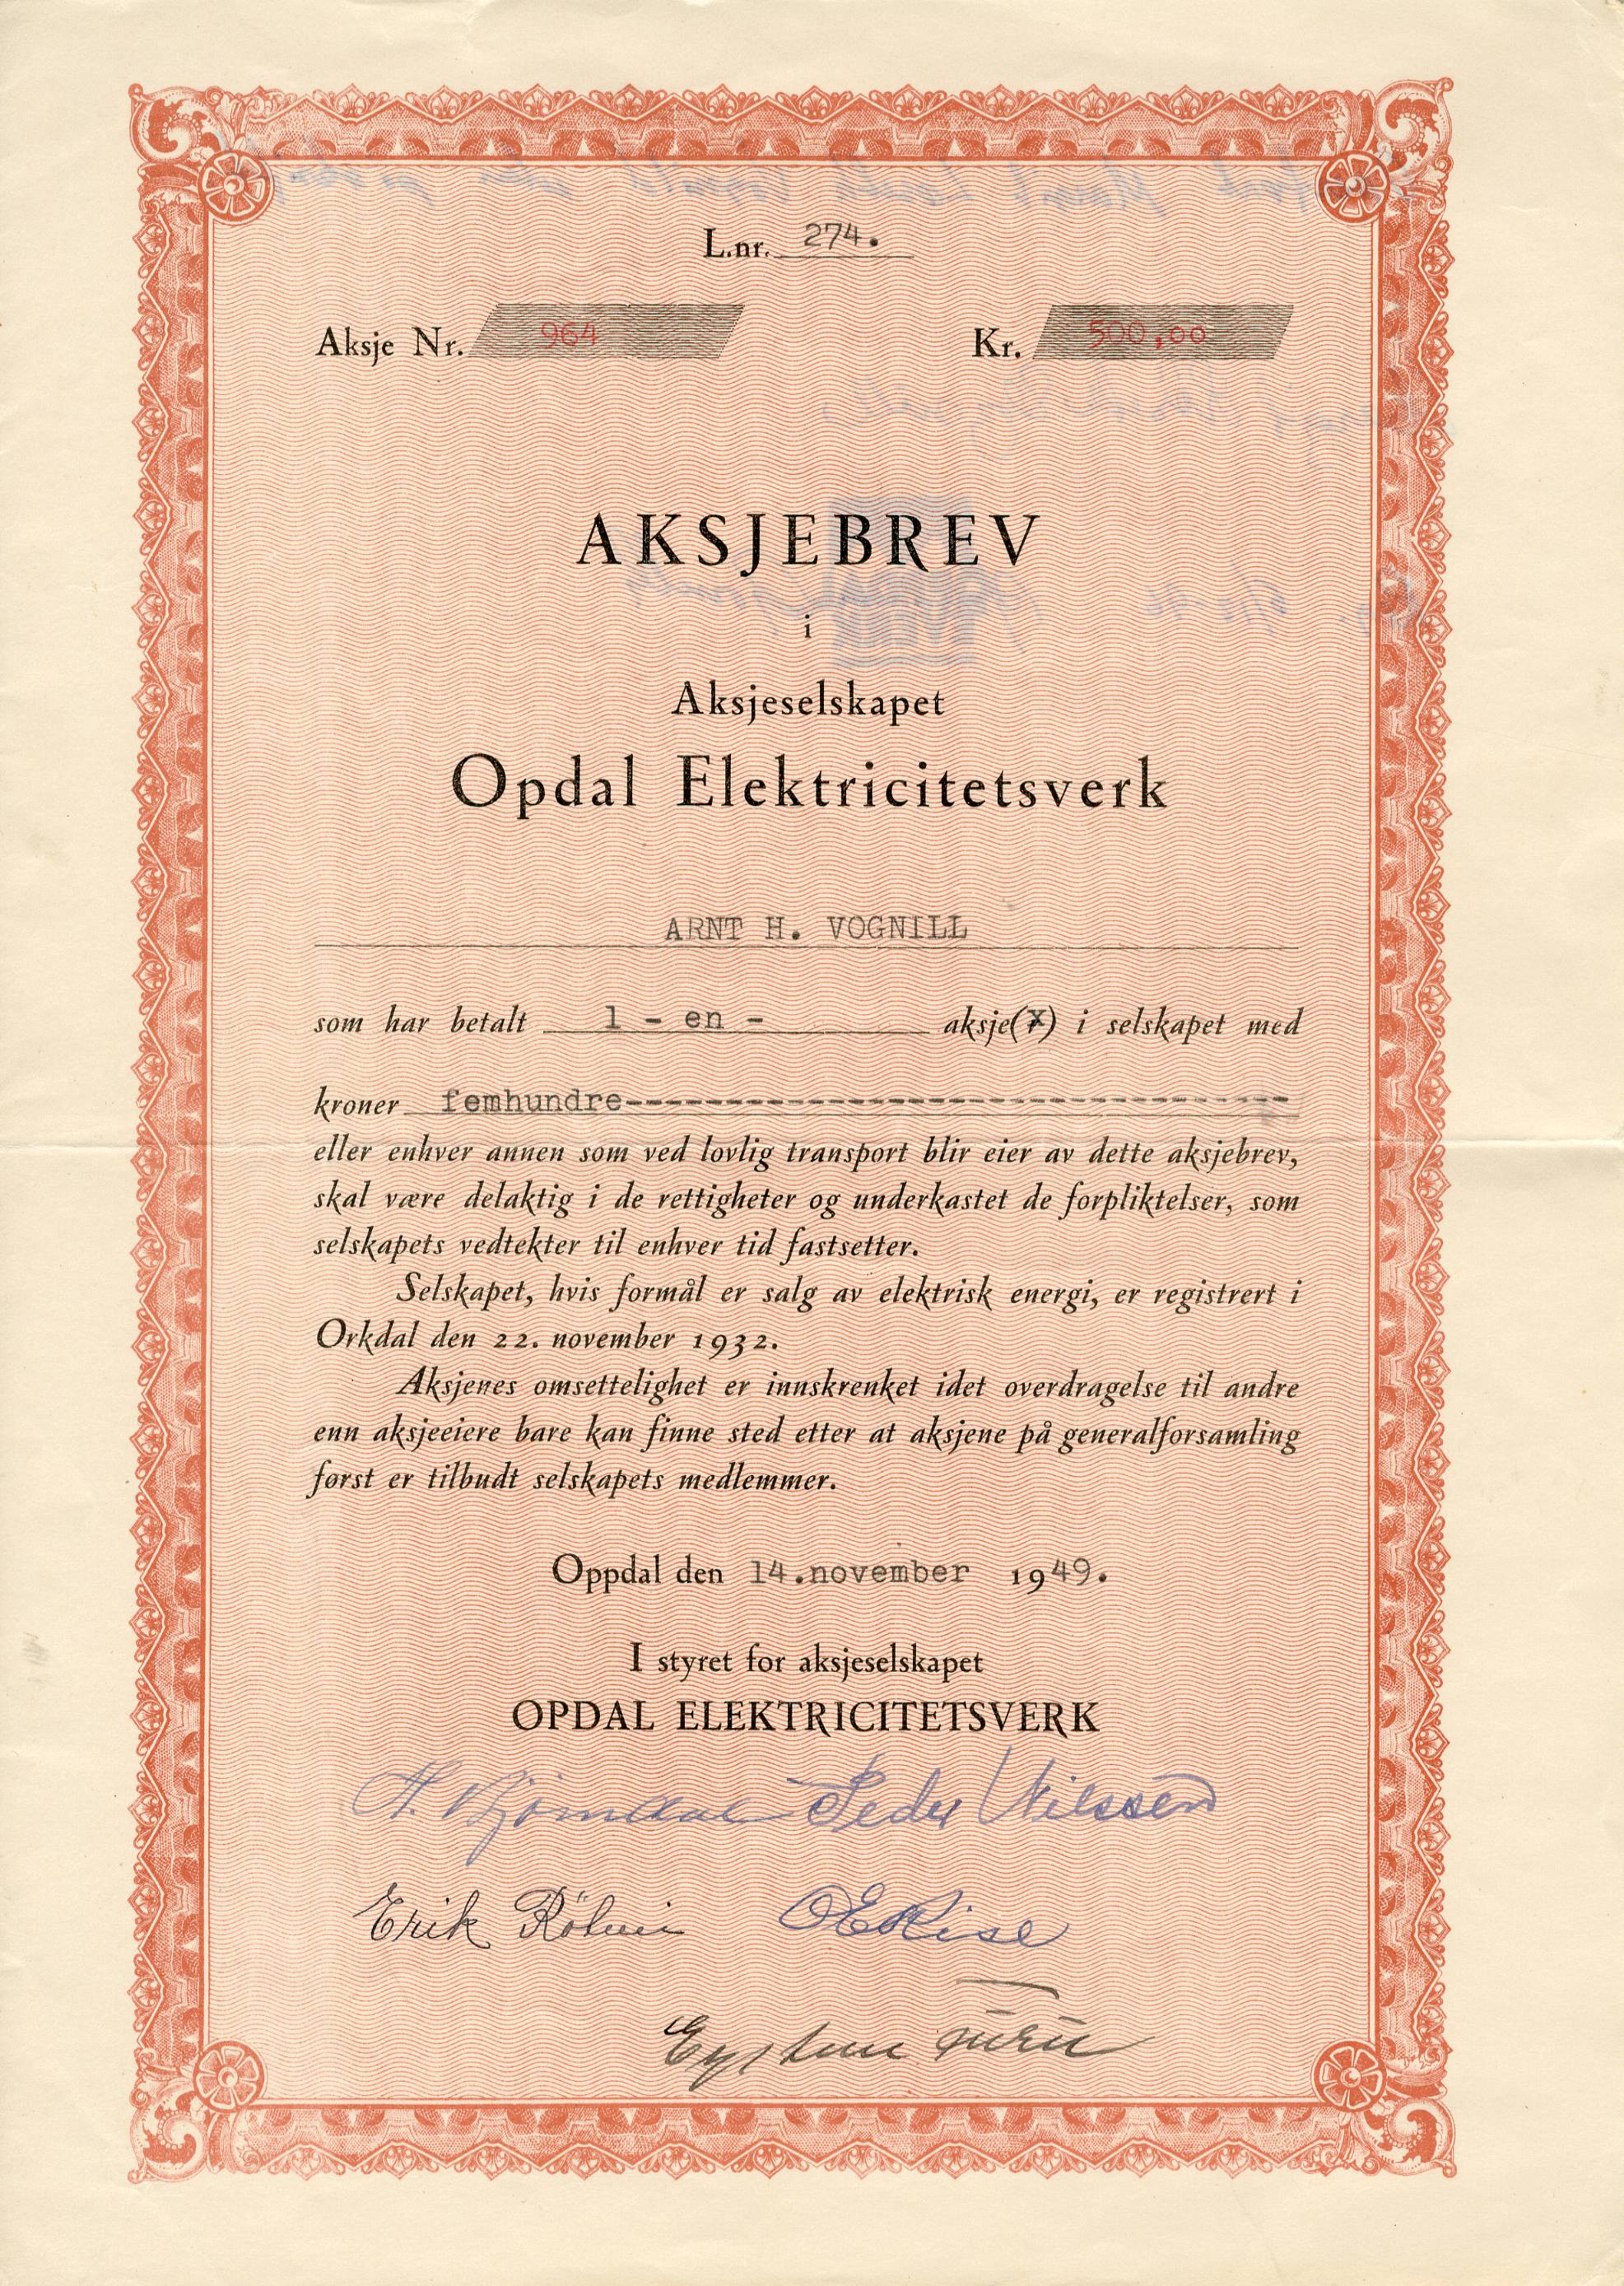 L.nr. 274.
Aksje Nr. 964 Kr. 500,00
AKSJEBREV
i
Aksjeselskapet
Opdal Elektricitetsverk
ARNT H. VOGNILL
som har betalt 1 - en - aksje(r) i selskapet med
kroner femhundre---------------------------------
eller enhver annen som ved lovlig transport blir eier av dette aksjebrev,
skal være delaktig i de rettigheter og underkastet de forpliktelser, som
selskapets vedtekter til enhver tid fastsetter.
Selskapet, hvis formål er salg av elektrisk energi, er registrert i
Orkdal den 22. november 1932.
Aksjenes omsettelighet er innskrenket idet overdragelse til andre
enn aksjeeiere bare kan finne sted etter at aksjene på generalforsamling
først er tilbudt selskapets medlemmer.
Oppdal den 14.november 1949.
I styret for aksjeselskapet
OPDAL ELEKTRICITETSVERK
H. Bjørndal Peder Nilssen
Erik OERise